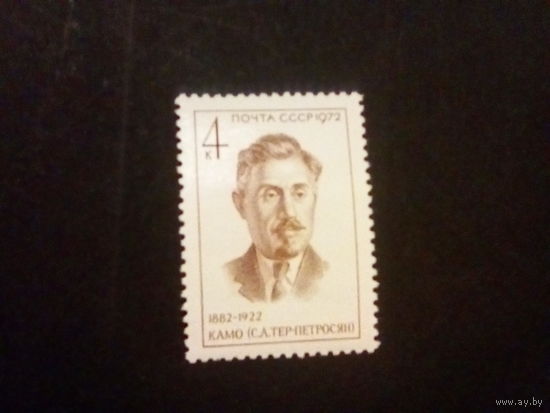 ПОЧТА СССР 1972
4
К
1882-1922
КАМО (С.А.ТЕР-ПЕТРОСЯН)
www.ay.by